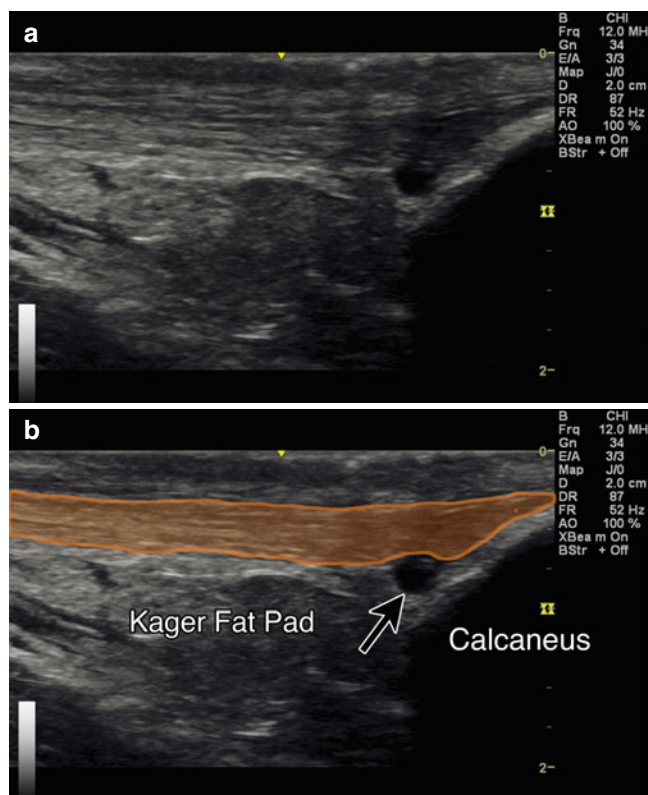 a
B CHI
Frq 12.0 MH
Gn 34
E/A 3/3
Map J/0
D 2.0 cm
DR 87
FR 52 Hz
AO 100 %
XBeam On
BStr + Off
0
2
b
B CHI
Frq 12.0 MH
Gn 34
E/A 3/3
Map J/0
D 2.0 cm
DR 87
FR 52 Hz
AO 100 %
XBeam On
BStr + Off
0
Kager Fat Pad
Calcaneus
2